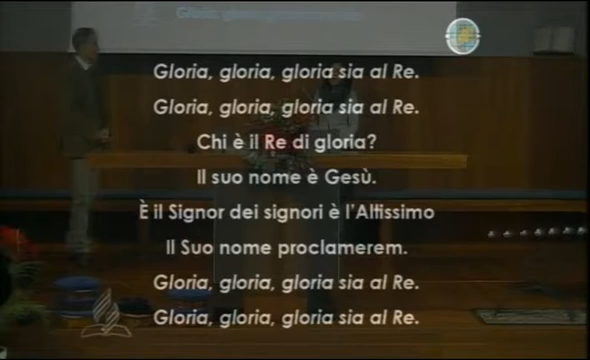 Gloria, gloria, gloria sia al Re.
Gloria, gloria, gloria sia al Re.
Chi è il Re di gloria?
Il suo nome è Gesù.
È il Signor dei signori è l'Altissimo
Il Suo nome proclamerem.
Gloria, gloria, gloria sia al Re.
Gloria, gloria, gloria sia al Re.